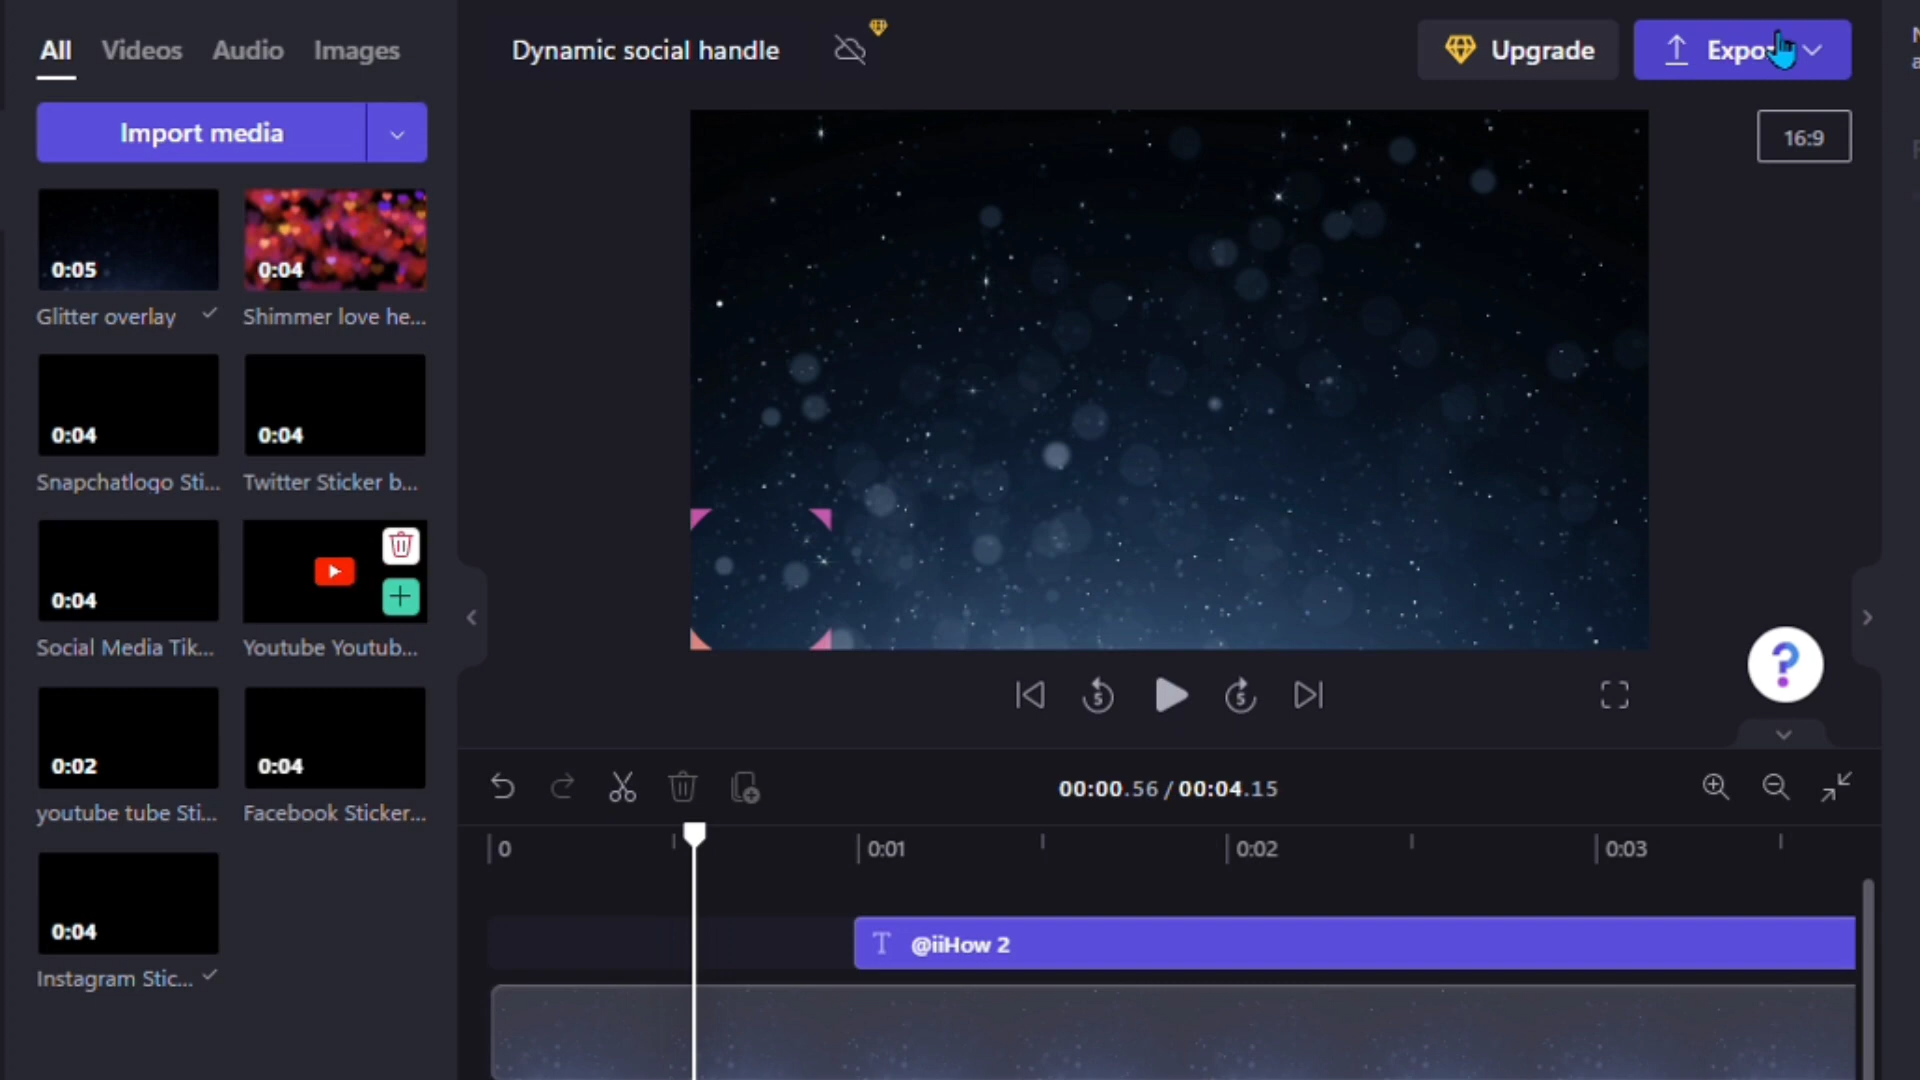 All Videos Audio Images
Dynamic social handle
Upgrade
Expo
Import media
16:9
0:05
0:04
Glitter overlay
Shimmer love he...
0:04
0:04
Snapchatlogo Sti...
Twitter Sticker b...
0:04
Social Media Tik...
Youtube Youtub...
0:02
0:04
youtube tube Sti...
Facebook Sticker...
0:04
Instagram Stic...
5
5
?
00:00.56 / 00:04.15
0
0:01
0:02
0:03
T @iiHow 2